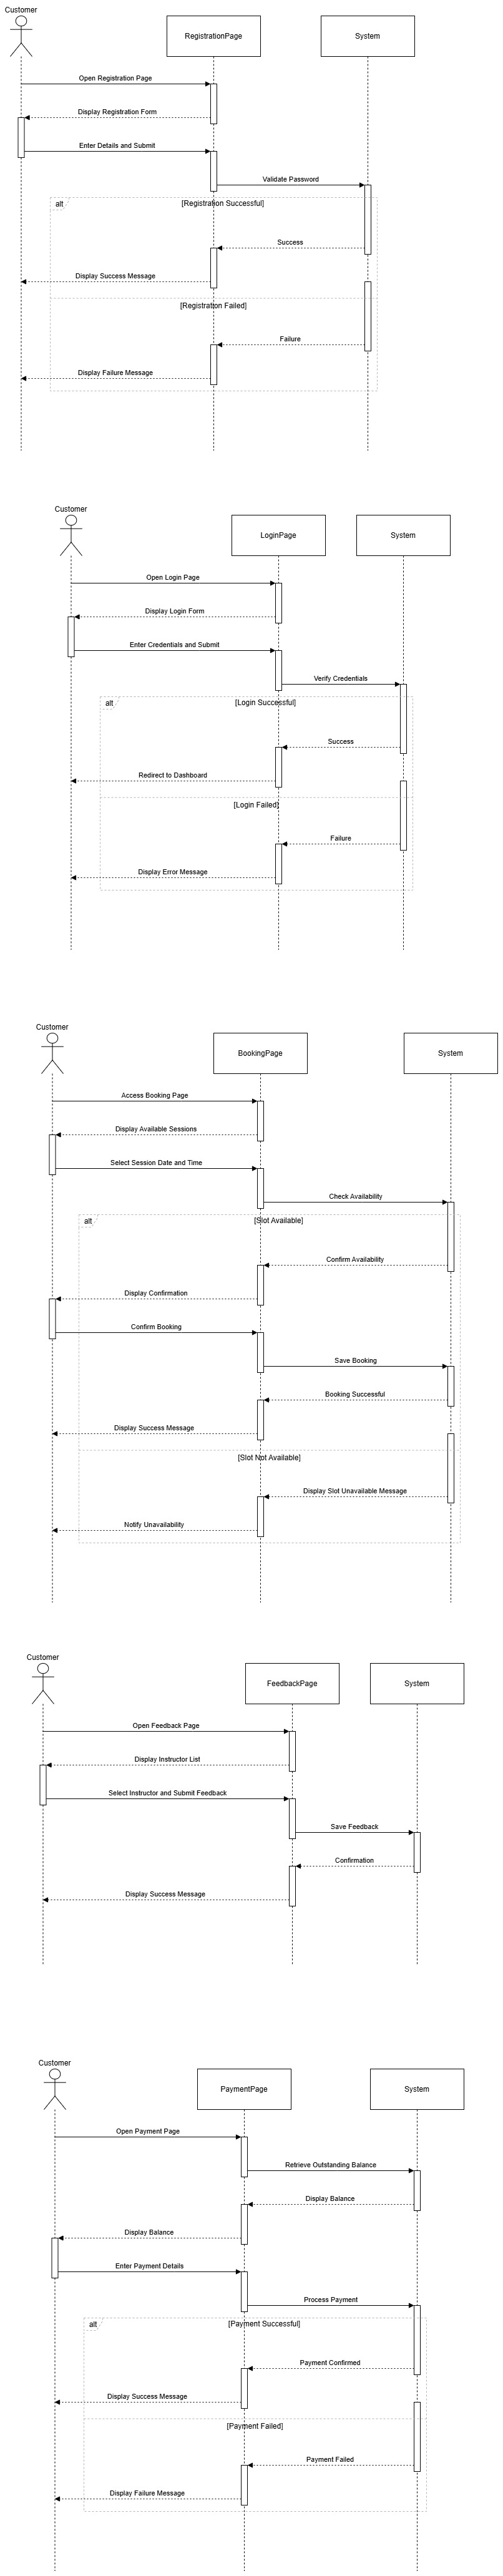 Customer
RegistrationPage
System
Open Registration Page
Display Registration Form
Enter Details and Submit
Validate Password
alt
[Registration Successful]
Success
Display Success Message
[Registration Failed]
Failure
Display Failure Message
Customer
LoginPage
System
Open Login Page
Display Login Form
Enter Credentials and Submit
Verify Credentials
alt
[Login Successful]
Success
Redirect to Dashboard
[Login Failed]
Failure
Display Error Message
Customer
BookingPage
System
Access Booking Page
Display Available Sessions
Select Session Date and Time
Check Availability
alt
[Slot Available]
Confirm Availability
Display Confirmation
Confirm Booking
Save Booking
Booking Successful
Display Success Message
[Slot Not Available]
Display Slot Unavailable Message
Notify Unavailability
Customer
FeedbackPage
System
Open Feedback Page
Display Instructor List
Select Instructor and Submit Feedback
Save Feedback
Confirmation
Display Success Message
Customer
PaymentPage
System
Open Payment Page
Retrieve Outstanding Balance
Display Balance
Display Balance
Enter Payment Details
Process Payment
alt
[Payment Successful]
Payment Confirmed
Display Success Message
[Payment Failed]
Payment Failed
Display Failure Message